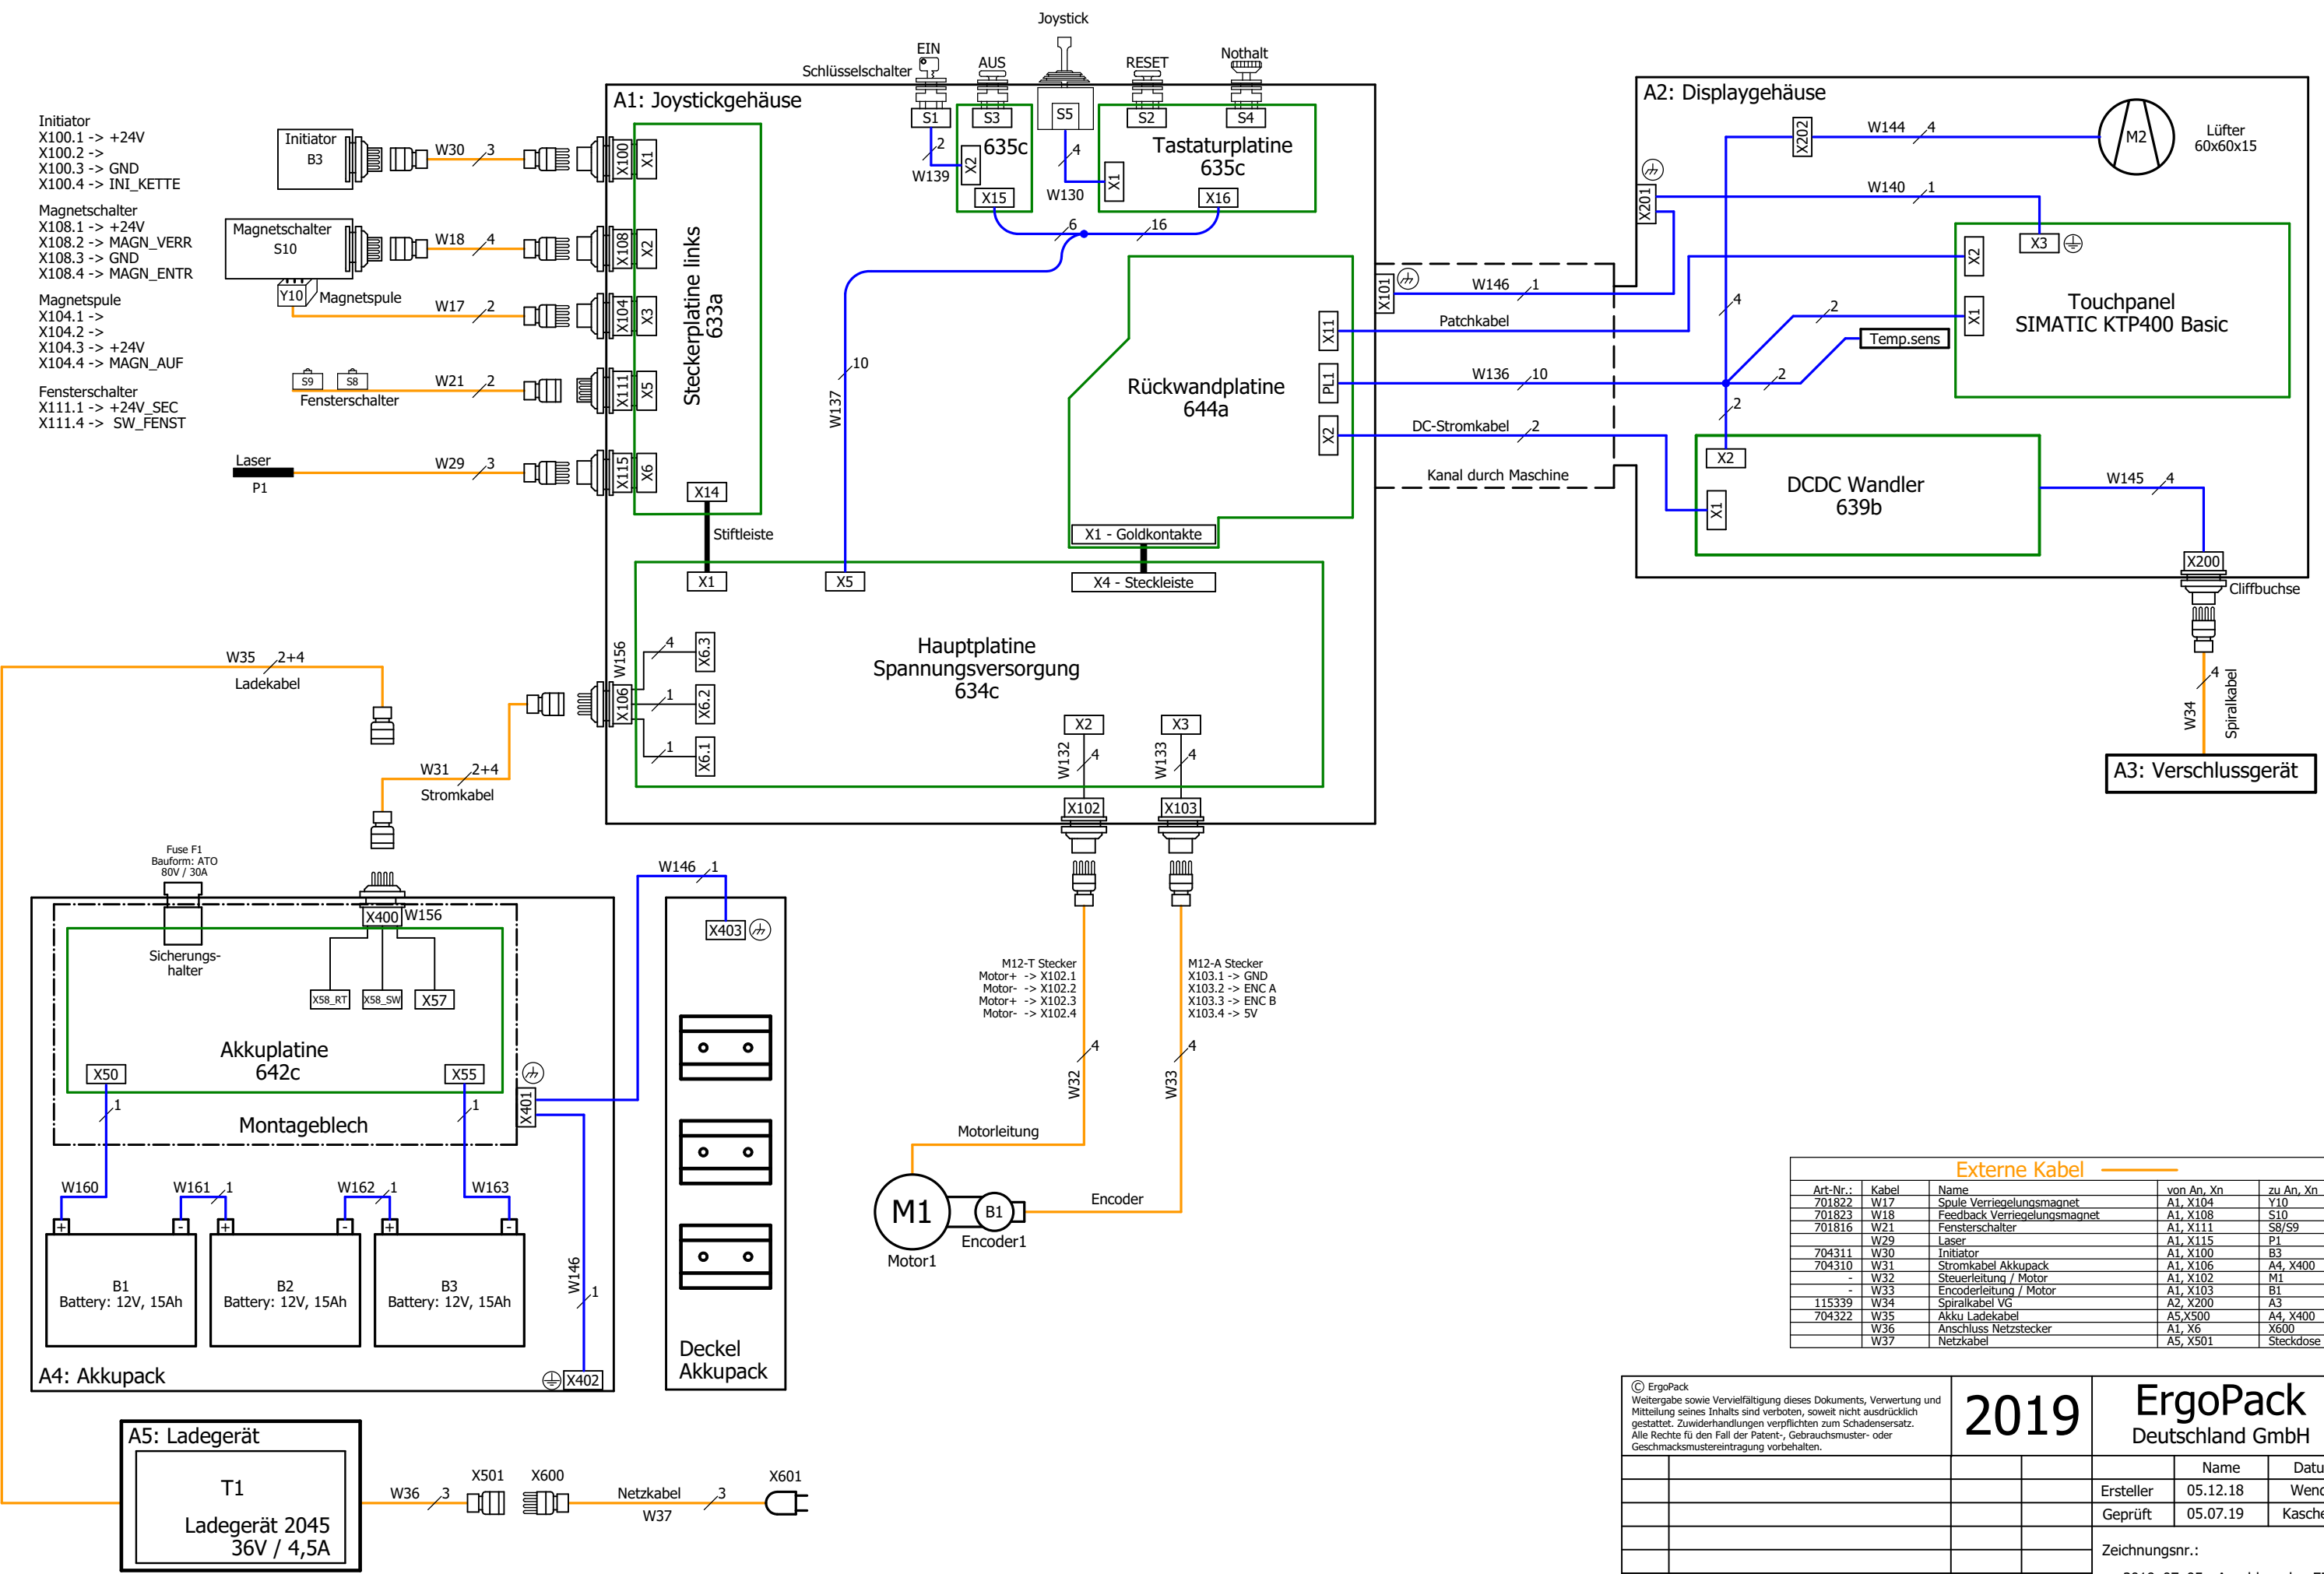 Joystick
EIN
AUS
RESET
Nothalt
Schlüsselschalter
A1: Joystickgehäuse
S1
S3
S5
S2
S4
635c
Tastaturplatine
635c
2
W139
X2
4
W130
X1
X15
X16
6
16
Initiator
X100.1 -> +24V
X100.2 ->
X100.3 -> GND
X100.4 -> INI_KETTE
Magnetschalter
X108.1 -> +24V
X108.2 -> MAGN_VERR
X108.3 -> GND
X108.4 -> MAGN_ENTR
Magnetspule
X104.1 ->
X104.2 ->
X104.3 -> +24V
X104.4 -> MAGN_AUF
Fensterschalter
X111.1 -> +24V_SEC
X111.4 -> SW_FENST
Initiator
B3
W30
3
X100
X1
Magnetschalter
S10
W18
4
X108
X2
Y10
Magnetspule
W17
2
X104
X3
S9
S8
Fensterschalter
W21
2
X111
X5
Laser
P1
W29
3
X115
X6
Steckerplatine links
633a
X14
Stiftleiste
X1
W137
10
X5
Rückwandplatine
644a
X11
PL1
X2
X1 - Goldkontakte
X4 - Steckleiste
X101
W146
1
Patchkabel
W136
10
DC-Stromkabel
2
Kanal durch Maschine
A2: Displaygehäuse
X202
W144
4
M2
Lüfter
60x60x15
X201
W140
1
X3
X2
X1
Touchpanel
SIMATIC KTP400 Basic
4
2
Temp.sens
2
2
X2
X1
DCDC Wandler
639b
W145
4
X200
Cliffbuchse
4
W34
Spiralkabel
A3: Verschlussgerät
Hauptplatine
Spannungsversorgung
634c
W156
X106
4
X6.3
1
X6.2
1
X6.1
X2
X3
W132
4
W133
4
X102
X103
W35
2+4
Ladekabel
W31
2+4
Stromkabel
Fuse F1
Bauform: ATO
80V / 30A
Sicherungs-
halter
X400
W156
X58_RT
X58_SW
X57
Akkuplatine
642c
X50
X55
1
1
Montageblech
X401
W160
W161
1
W162
1
W163
+
-
+
-
+
-
B1
Battery: 12V, 15Ah
B2
Battery: 12V, 15Ah
B3
Battery: 12V, 15Ah
W146
1
X402
A4: Akkupack
W146
1
X403
Deckel
Akkupack
M12-T Stecker
Motor+ -> X102.1
Motor- -> X102.2
Motor+ -> X102.3
Motor- -> X102.4
M12-A Stecker
X103.1 -> GND
X103.2 -> ENC A
X103.3 -> ENC B
X103.4 -> 5V
4
W32
4
W33
Motorleitung
M1
Motor1
B1
Encoder1
Encoder
A5: Ladegerät
T1
Ladegerät 2045
36V / 4,5A
W36
3
X501
X600
Netzkabel
W37
3
X601
Externe Kabel
Art-Nr.: Kabel Name von An, Xn zu An, Xn
701822 W17 Spule Verriegelungsmagnet A1, X104 Y10
701823 W18 Feedback Verriegelungsmagnet A1, X108 S10
701816 W21 Fensterschalter A1, X111 S8/S9
W29 Laser A1, X115 P1
704311 W30 Initiator A1, X100 B3
704310 W31 Stromkabel Akkupack A1, X106 A4, X400
- W32 Steuerleitung / Motor A1, X102 M1
- W33 Encoderleitung / Motor A1, X103 B1
115339 W34 Spiralkabel VG A2, X200 A3
704322 W35 Akku Ladekabel A5,X500 A4, X400
W36 Anschluss Netzstecker A1, X6 X600
W37 Netzkabel A5, X501 Steckdose
© ErgoPack
Weitergabe sowie Vervielfältigung dieses Dokuments, Verwertung und
Mitteilung seines Inhalts sind verboten, soweit nicht ausdrücklich
gestattet. Zuwiderhandlungen verpflichten zum Schadensersatz.
Alle Rechte fü den Fall der Patent-, Gebrauchsmuster- oder
Geschmacksmustereintragung vorbehalten.
2019
ErgoPack
Deutschland GmbH
Name Datu
Ersteller 05.12.18
Geprüft 05.07.19
Zeichnungsnr.: